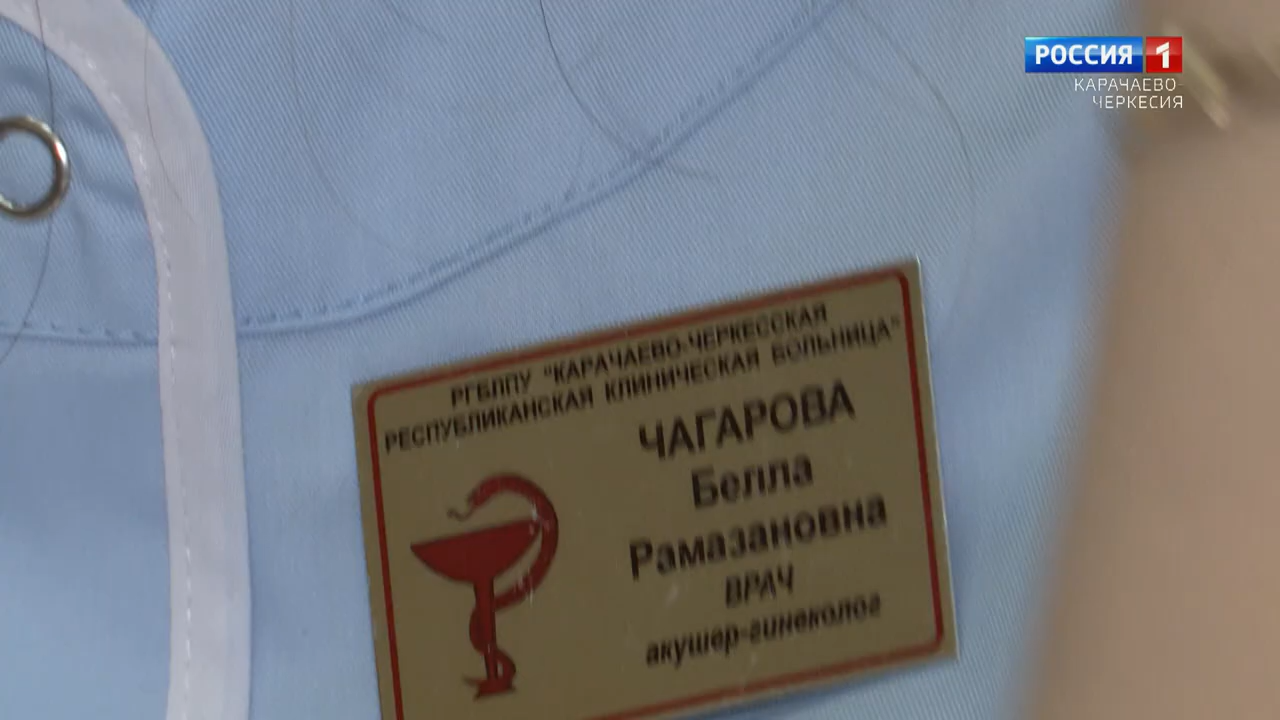 РОССИЯ 1
КАРАЧАЕВО-
ЧЕРКЕСИЯ
РГБЛПУ "КАРАЧАЕВО-ЧЕРКЕССКАЯ
РЕСПУБЛИКАНСКАЯ КЛИНИЧЕСКАЯ БОЛЬНИЦА"
ЧАГАРОВА
Белла
Рамазановна
ВРАЧ
акушер-гинеколог